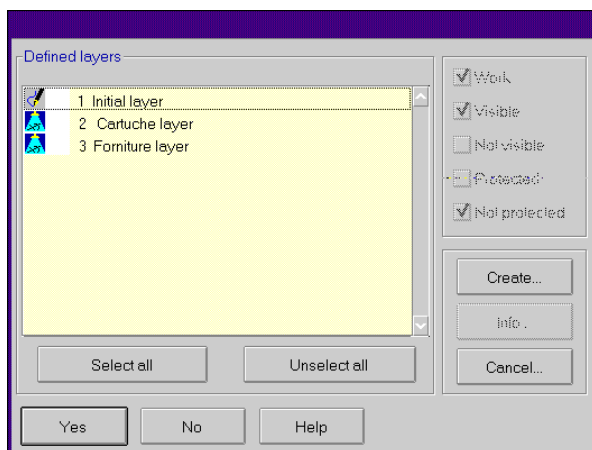 Defined layers
1 Initial layer
2 Cartuche layer
3 Forniture layer
Select all
Unselect all
Work
Visible
Not visible
Protected
Not protected
Create...
Info .
Cancel...
Yes
No
Help